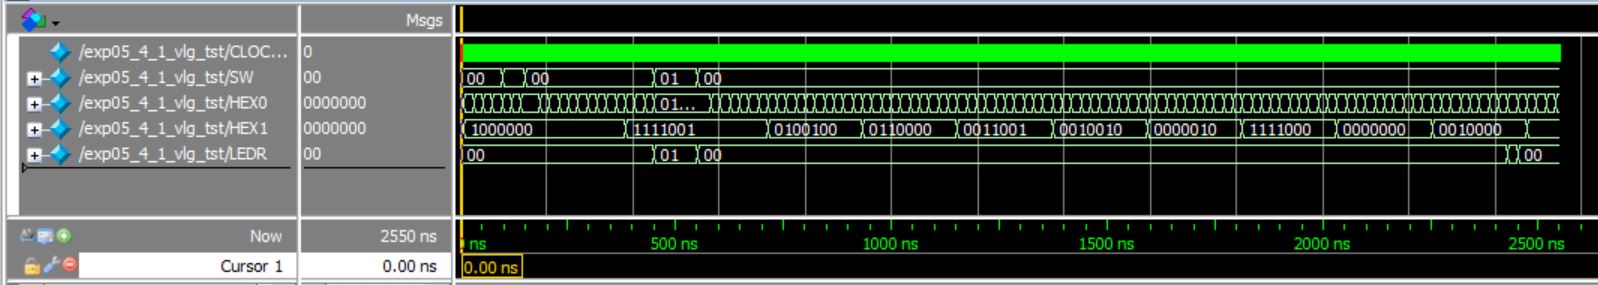 Msgs
/exp05_4_1_vlg_tst/CLOC... 0
/exp05_4_1_vlg_tst/SW 00 00 00 01 00
/exp05_4_1_vlg_tst/HEX0 0000000 01...
/exp05_4_1_vlg_tst/HEX1 0000000 1000000 1111001 0100100 0110000 0011001 0010010 0000010 1111000 0000000 0010000
/exp05_4_1_vlg_tst/LEDR 00 00 01 00 00
Now 2550 ns ns 500 ns 1000 ns 1500 ns 2000 ns 2500 ns
Cursor 1 0.00 ns 0.00 ns